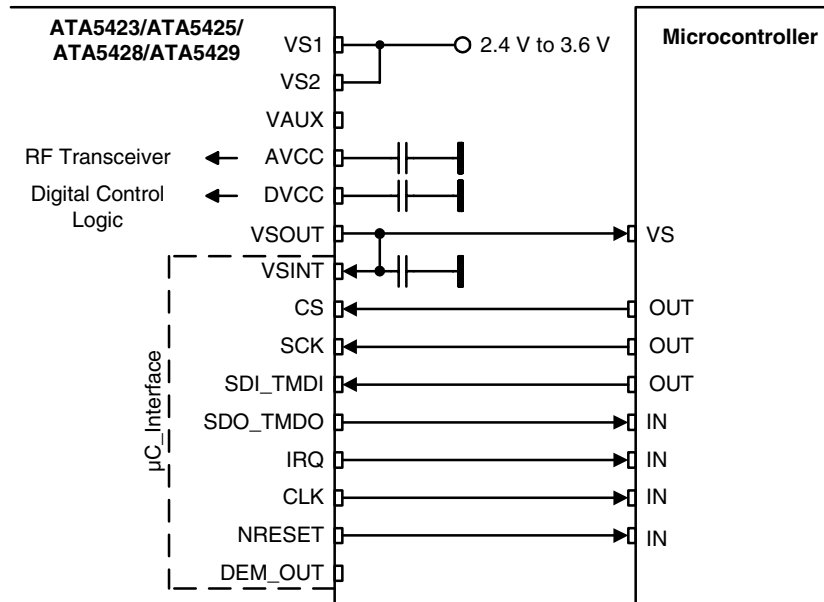 ATA5423/ATA5425/
ATA5428/ATA5429
VS1
2.4 V to 3.6 V
Microcontroller
VS2
VAUX
RF Transceiver
AVCC
Digital Control
Logic
DVCC
VSOUT
VS
VSINT
CS
OUT
SCK
OUT
SDI_TMDI
OUT
SDO_TMDO
IN
IRQ
IN
CLK
IN
NRESET
IN
DEM_OUT
µC_Interface